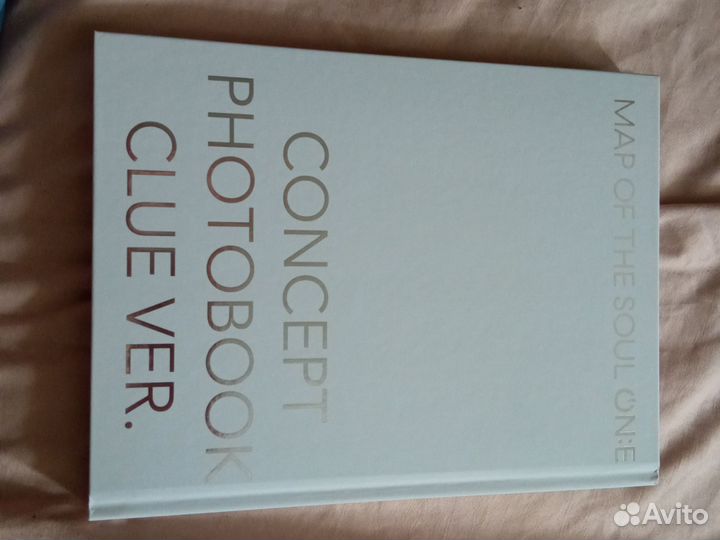 MAP OF THE SOUL ON:E
CONCEPT
PHOTOBOOK
CLUE VER.
Avito